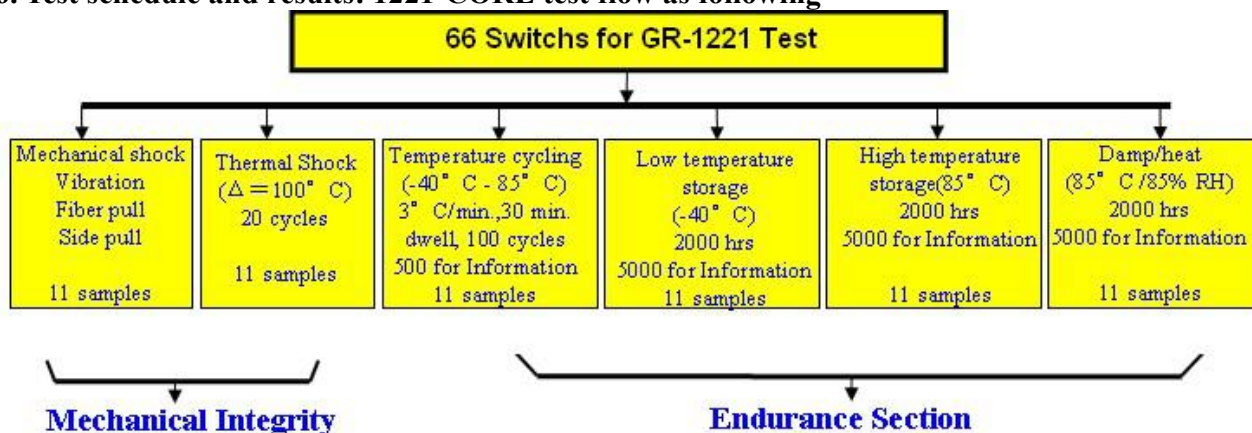 Test schedule and results: 1221-CORE test flow as following
66 Switchs for GR-1221 Test
Mechanical shock
Vibration
Fiber pull
Side pull
11 samples
Thermal Shock
(Δ=100° C)
20 cycles
11 samples
Temperature cycling
(-40° C - 85° C)
3° C/min.,30 min.
dwell, 100 cycles
500 for Information
11 samples
Low temperature
storage
(-40° C)
2000 hrs
5000 for Information
11 samples
High temperature
storage(85° C)
2000 hrs
5000 for Information
11 samples
Damp/heat
(85° C/85% RH)
2000 hrs
5000 for Information
11 samples
Mechanical Integrity
Endurance Section